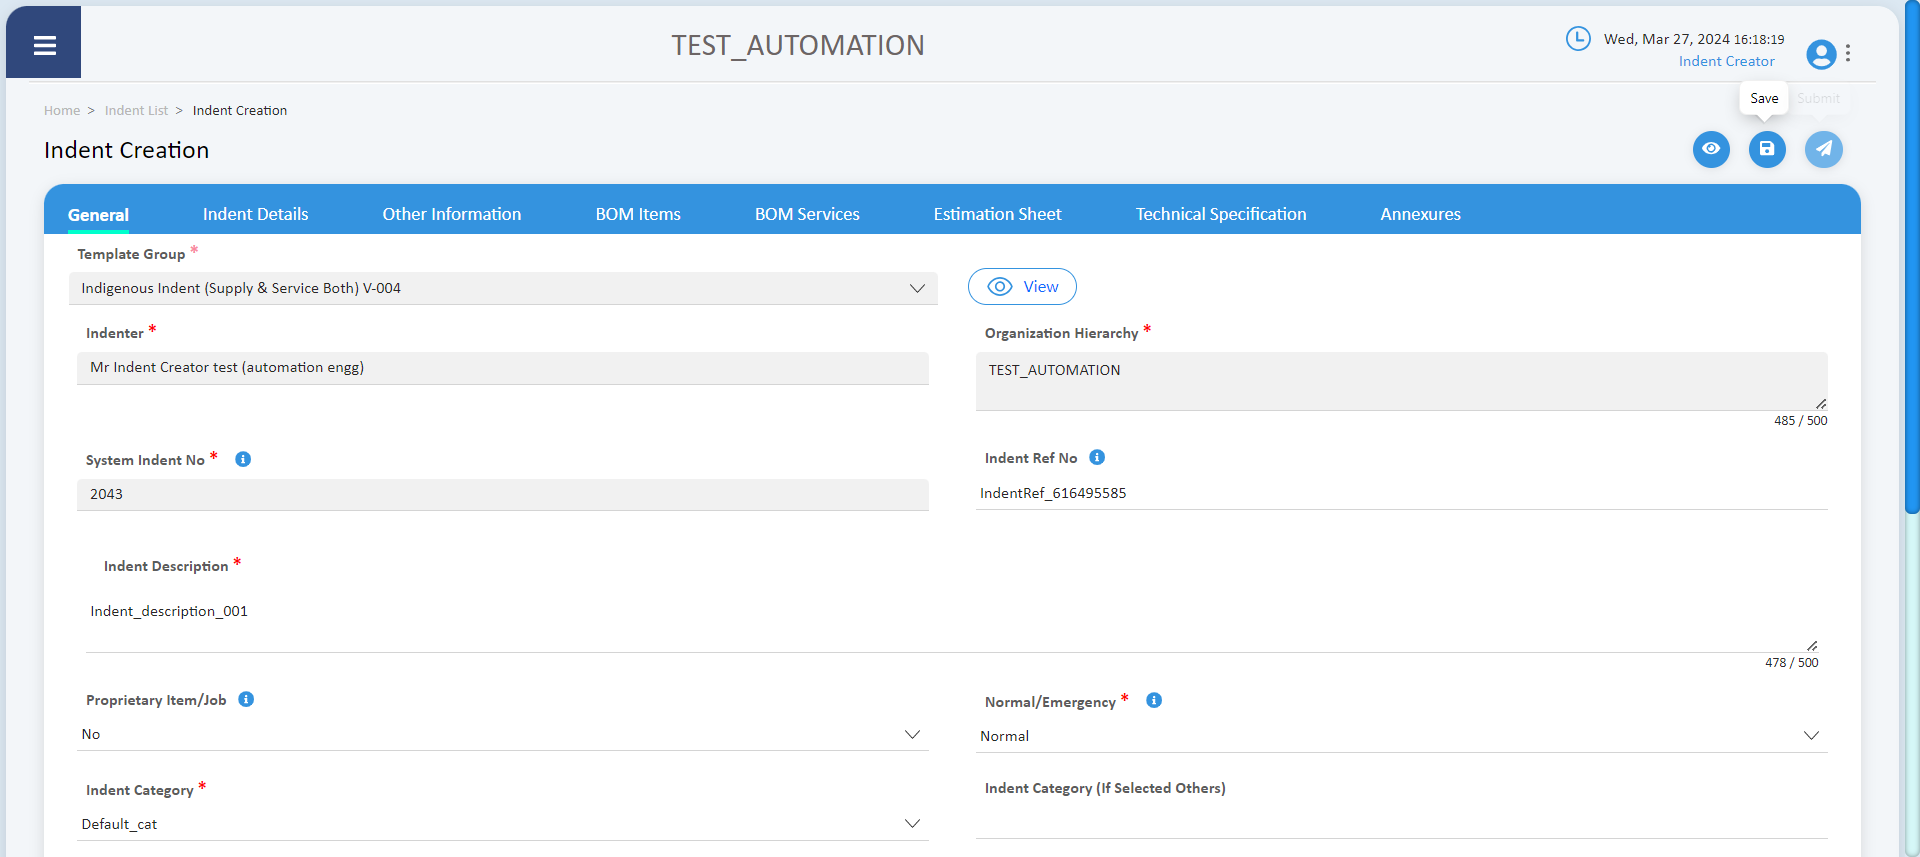 TEST_AUTOMATION
Wed, Mar 27, 2024 16:18:19
Indent Creator
Home > Indent List > Indent Creation
Save
Submit
Indent Creation
General Indent Details Other Information BOM Items BOM Services Estimation Sheet Technical Specification Annexures
Template Group *
Indigenous Indent (Supply & Service Both) V-004
View
Indenter *
Organization Hierarchy *
Mr Indent Creator test (automation engg)
TEST_AUTOMATION
485 / 500
System Indent No *
Indent Ref No
2043
IndentRef_616495585
Indent Description *
Indent_description_001
478 / 500
Proprietary Item/Job
Normal/Emergency *
No
Normal
Indent Category *
Indent Category (If Selected Others)
Default_cat